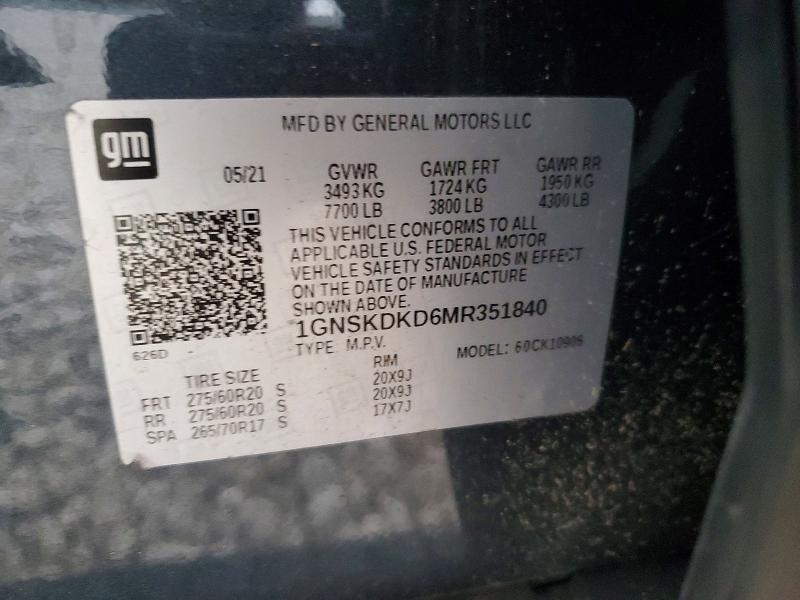 gm
MFD BY GENERAL MOTORS LLC
05/21 GVWR GAWR FRT GAWR RR
3493 KG 1724 KG 1950 KG
7700 LB 3800 LB 4300 LB
THIS VEHICLE CONFORMS TO ALL
APPLICABLE U.S. FEDERAL MOTOR
VEHICLE SAFETY STANDARDS IN EFFECT
ON THE DATE OF MANUFACTURE
SHOWN ABOVE.
1GNSKDKD6MR351840
626D
TYPE: M.P.V. MODEL: 60CK10906
TIRE SIZE RIM
FRT 275/60R20 S 20X9J
RR 275/60R20 S 20X9J
SPA 265/70R17 S 17X7J